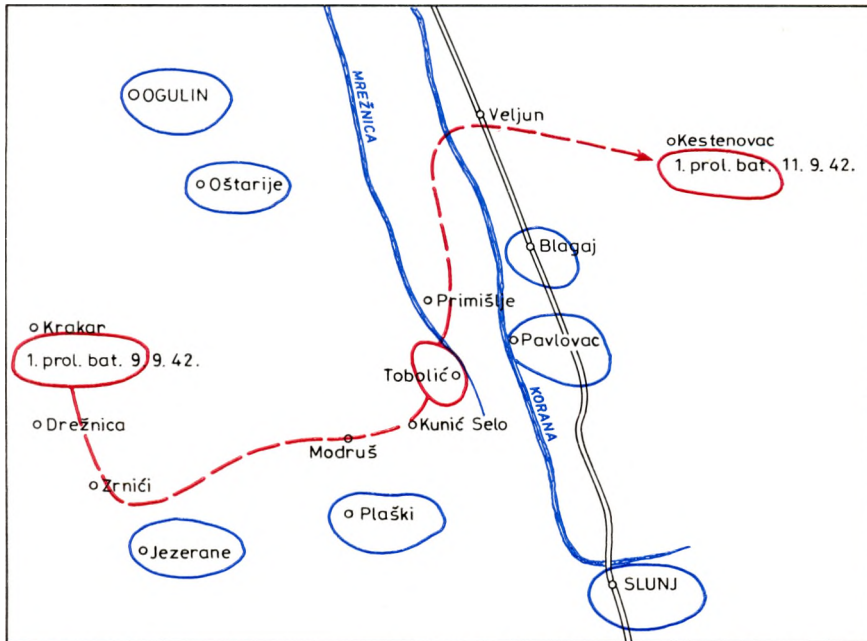 OGULIN
MREŽNICA
Veljun
Kestenovac
1. prol. bat. 11. 9. 42.
Oštarije
Blagaj
Primišlje
Krakar
1. prol. bat. 9. 9. 42.
Pavlovac
Tobolić
KORANA
Drežnica
Kunić Selo
Modruš
Zrnići
Plaški
Jezerane
SLUNJ